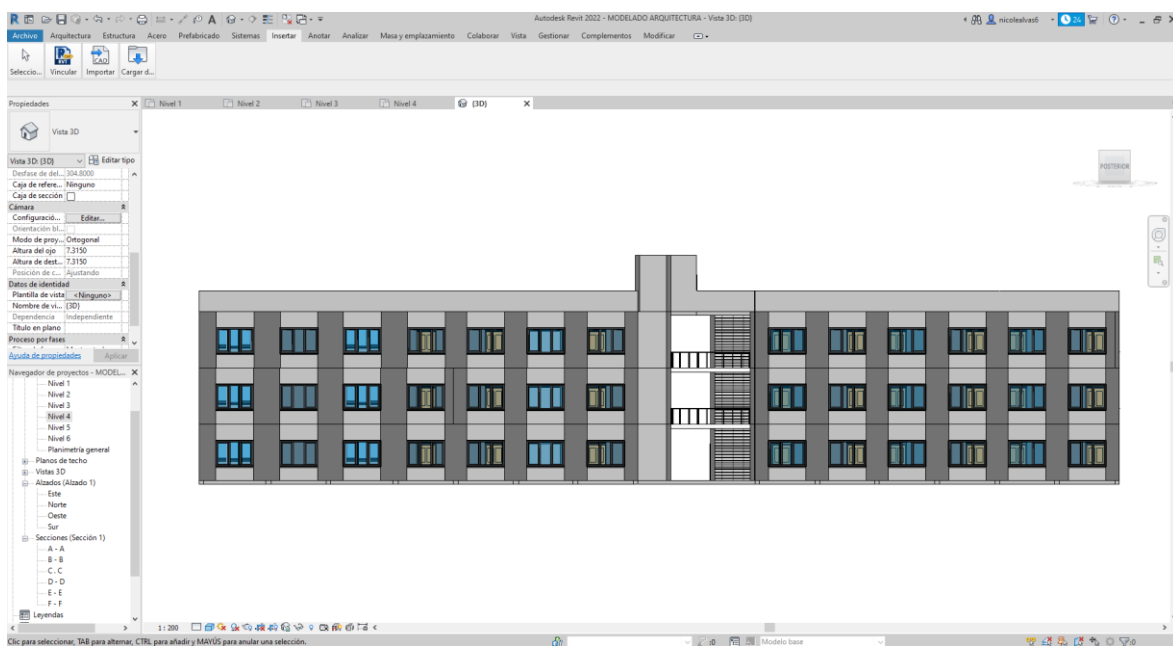 Autodesk Revit 2022 - MODELADO ARQUITECTURA - Vista 3D: {3D}
nicolealvas6
24
Archivo Arquitectura Estructura Acero Prefabricado Sistemas Insertar Anotar Analizar Masa y emplazamiento Colaborar Vista Gestionar Complementos Modificar
Seleccio... Vincular Importar Cargar d...
Propiedades
Nivel 1 Nivel 2 Nivel 3 Nivel 4 {3D}
Vista 3D
Vista 3D: {3D} Editar tipo
Desfase de del... 304.8000
Caja de refere... Ninguno
Caja de sección
Cámara
Configuració... Editar...
Orientación bl...
Modo de proy... Ortogonal
Altura del ojo 7.3150
Altura de dest... 7.3150
Posición de c... Ajustando
Datos de identidad
Plantilla de vista <Ninguno>
Nombre de vi... {3D}
Dependencia Independiente
Título en plano
Proceso por fases
Ayuda de propiedades Aplicar
POSTERIOR
Navegador de proyectos - MODEL...
Nivel 1
Nivel 2
Nivel 3
Nivel 4
Nivel 5
Nivel 6
Planimetría general
Planos de techo
Vistas 3D
Alzados (Alzado 1)
Este
Norte
Oeste
Sur
Secciones (Sección 1)
A - A
B - B
C . C
D - D
E - E
F - F
Leyendas
1 : 200
Clic para seleccionar, TAB para alternar, CTRL para añadir y MAYÚS para anular una selección.
:0 Modelo base :0